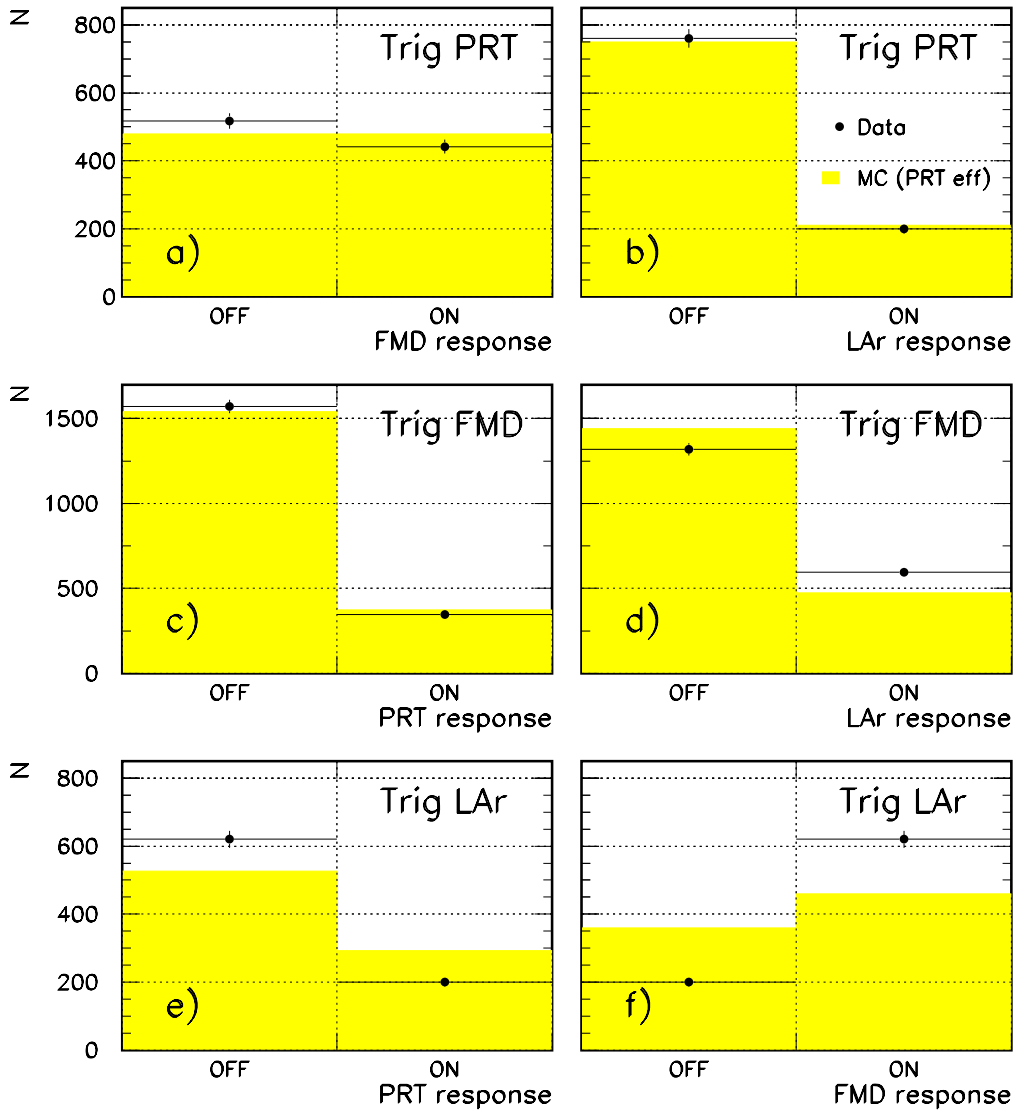 N
800
600
400
200
0
Trig PRT
a)
OFF ON
FMD response
Trig PRT
Data
MC (PRT eff)
b)
OFF ON
LAr response
N
1500
1000
500
0
Trig FMD
c)
OFF ON
PRT response
Trig FMD
d)
OFF ON
LAr response
N
800
600
400
200
0
Trig LAr
e)
OFF ON
PRT response
Trig LAr
f)
OFF ON
FMD response